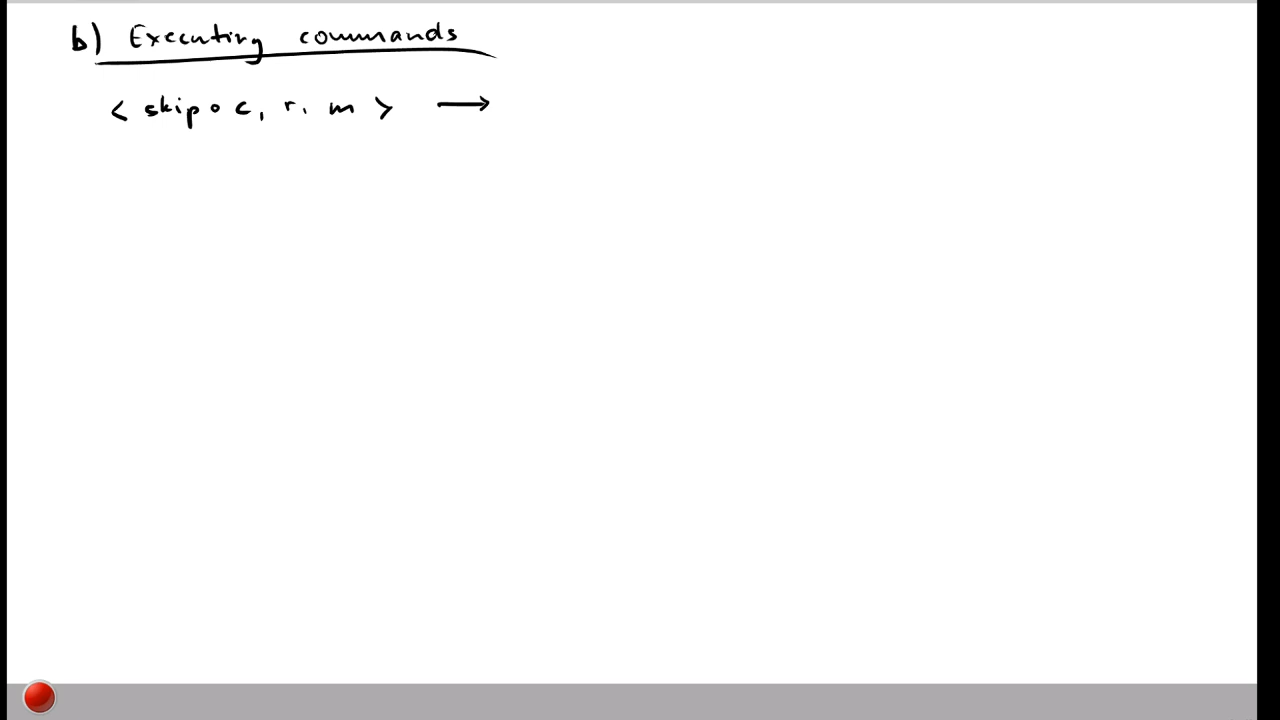 b) Executing commands
< skip ∘ c, r, m > ⟶